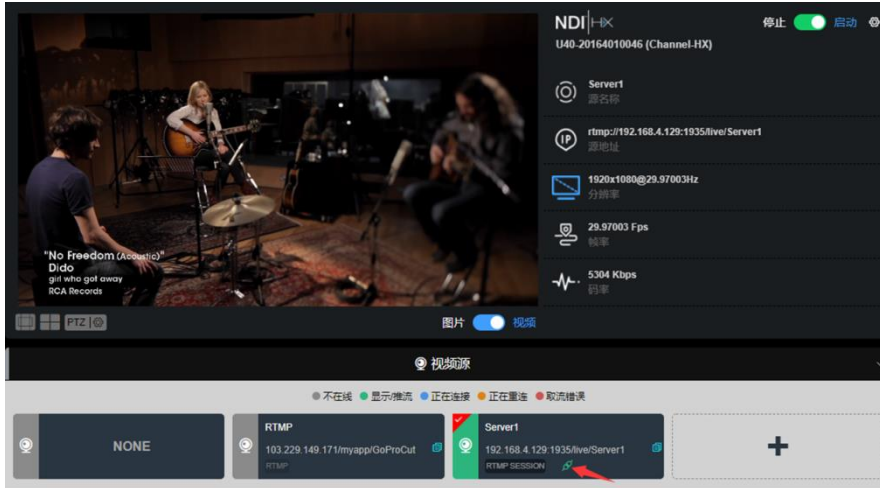 NDI HX
停止 启动
U40-20164010046 (Channel-HX)
Server1
源名称
IP
rtmp://192.168.4.129:1935/live/Server1
源地址
1920x1080@29.97003Hz
分辨率
29.97003 Fps
帧率
5304 Kbps
码率
"No Freedom (Acoustic)"
Dido
girl who got away
RCA Records
PTZ
图片 视频
视频源
不在线 显示/推流 正在连接 正在重连 取流错误
NONE
RTMP
103.229.149.171/myapp/GoProCut
RTMP
Server1
192.168.4.129:1935/live/Server1
RTMP SESSION
+